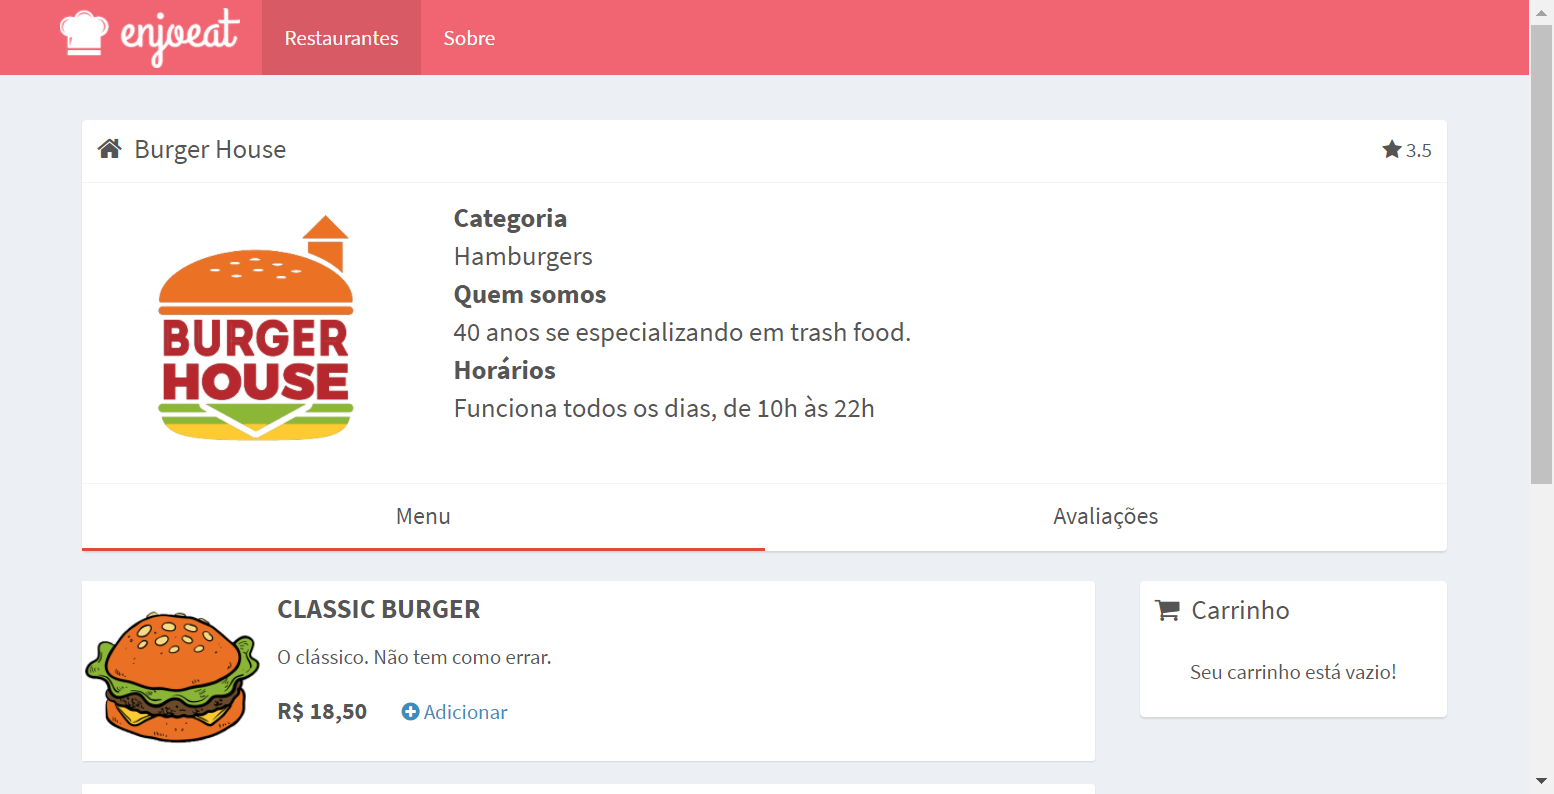 enjoeat
Restaurantes
Sobre
Burger House
3.5
BURGER
HOUSE
Categoria
Hamburgers
Quem somos
40 anos se especializando em trash food.
Horários
Funciona todos os dias, de 10h às 22h
Menu
Avaliações
CLASSIC BURGER
O clássico. Não tem como errar.
R$ 18,50
Adicionar
Carrinho
Seu carrinho está vazio!